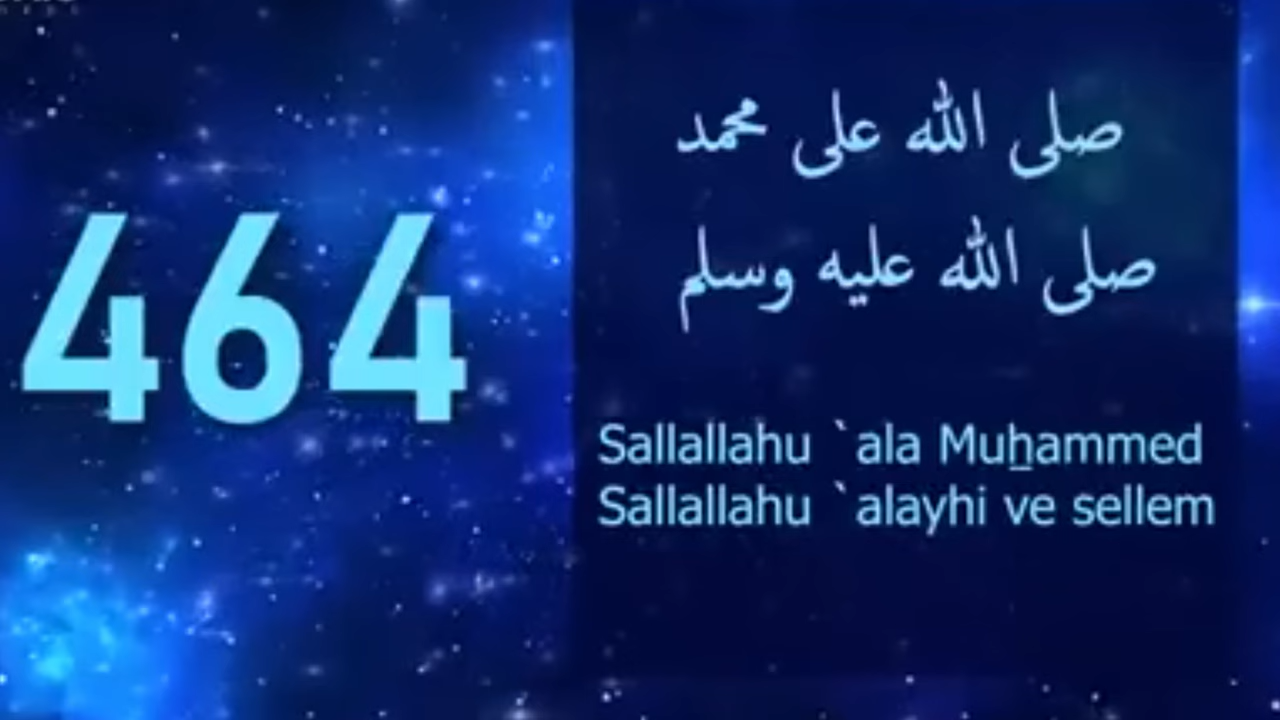 464
صلى الله على محمد
صلى الله عليه وسلم
Sallallahu `ala Muẖammed
Sallallahu `alayhi ve sellem